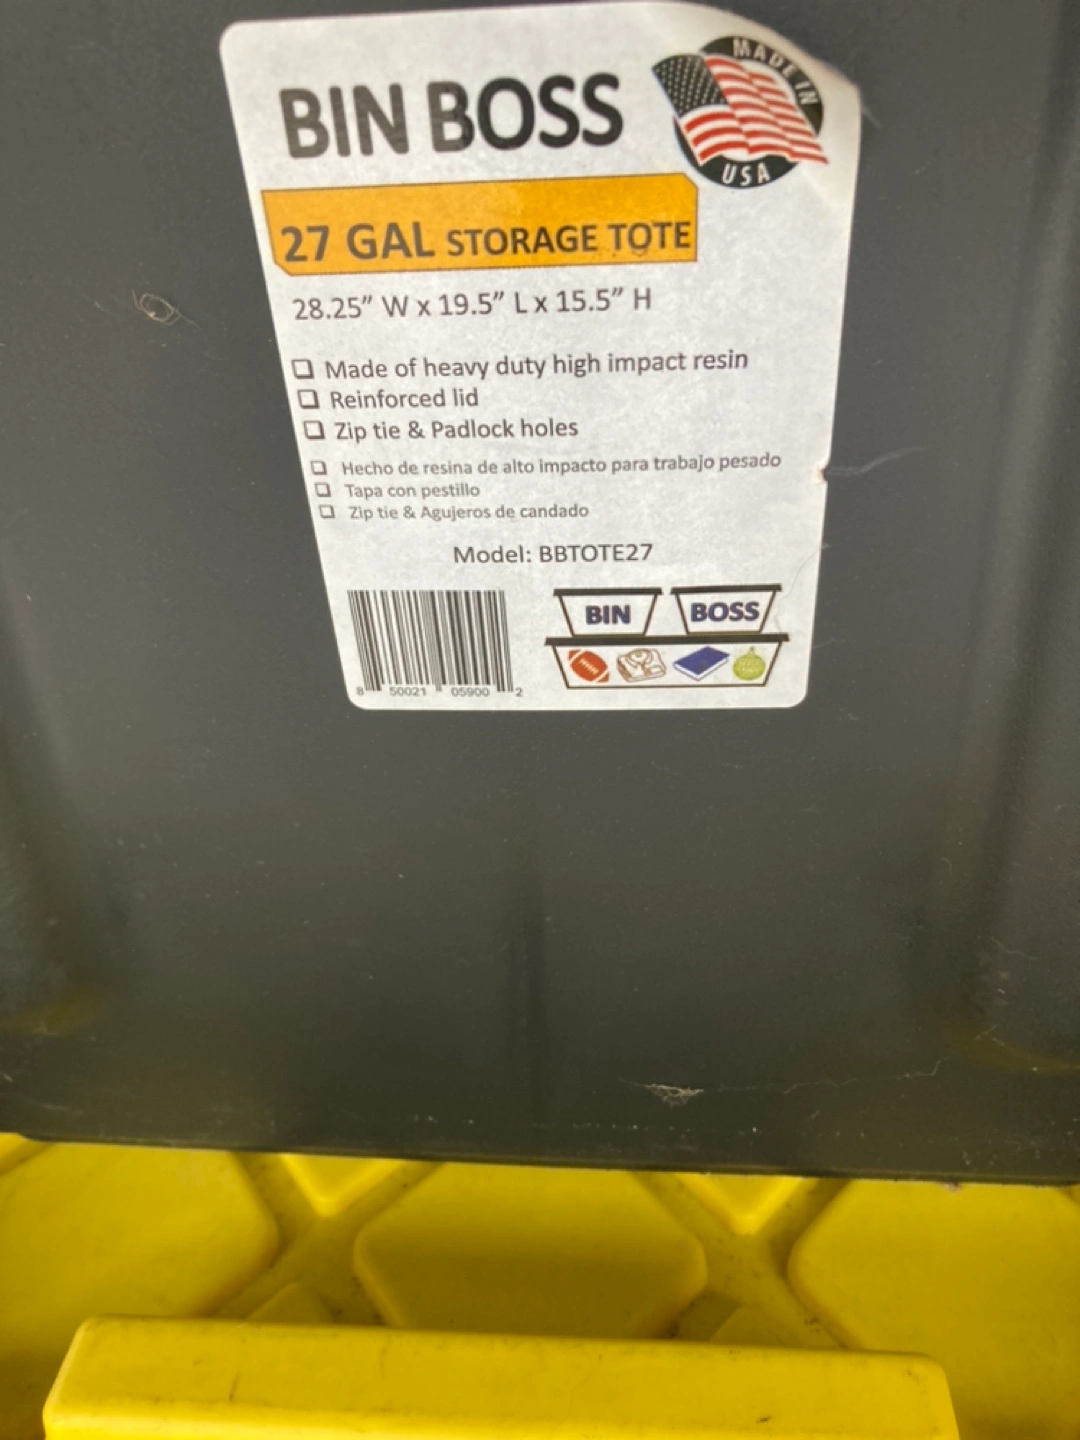 BIN BOSS
MADE IN
USA
27 GAL STORAGE TOTE
28.25" W x 19.5" L x 15.5" H
❑ Made of heavy duty high impact resin
❑ Reinforced lid
❑ Zip tie & Padlock holes
❑ Hecho de resina de alto impacto para trabajo pesado
❑ Tapa con pestillo
❑ Zip tie & Agujeros de candado
Model: BBTOTE27
BIN BOSS
8 50021 05900 2